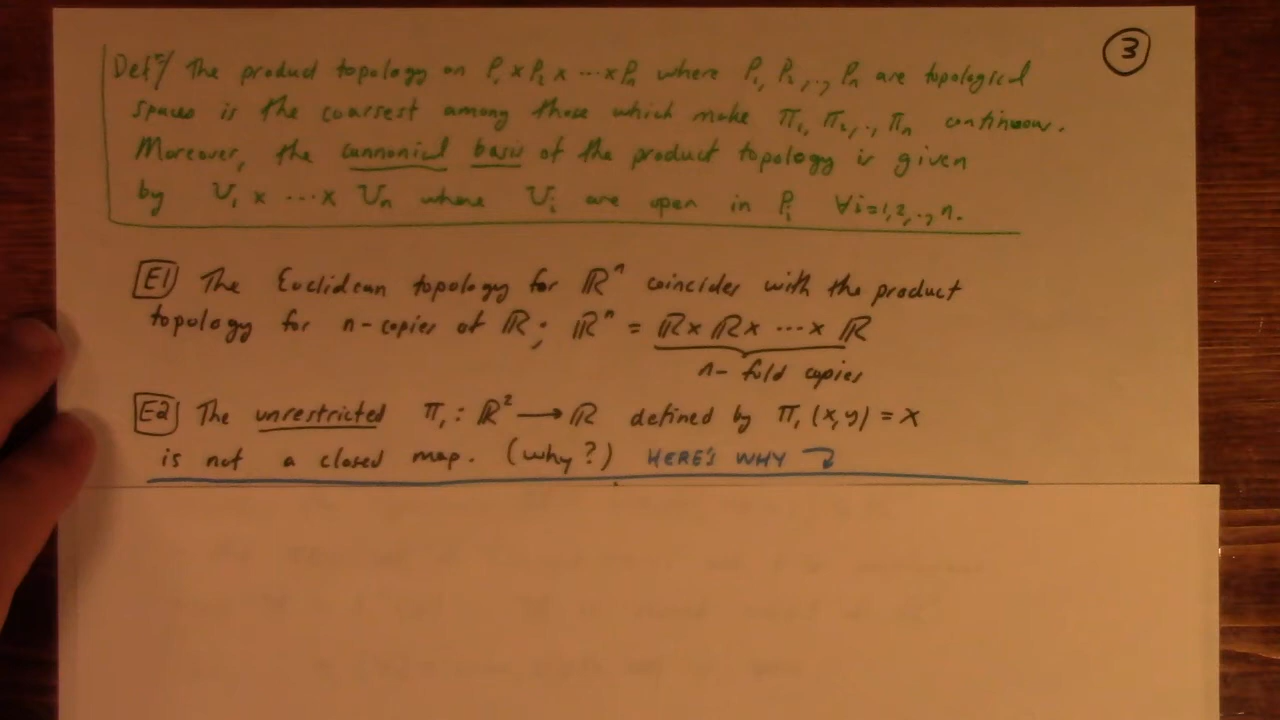 3
Defⁿ/ The product topology on P₁ × P₂ × ⋯ × Pₙ where P₁, P₂, .., Pₙ are topological
spaces is the coarsest among those which make π₁, π₂, .., πₙ continuous.
Moreover, the cannonical basis of the product topology is given
by U₁ × ⋯ × Uₙ where Uᵢ are open in Pᵢ ∀i=1,2,..,n.
E1 The Euclidean topology for ℝⁿ coincides with the product
topology for n-copies of ℝ; ℝⁿ = ℝ × ℝ × ⋯ × ℝ
n-fold copies
E2 The unrestricted π₁ : ℝ² → ℝ defined by π₁(x,y) = x
is not a closed map. (why?) HERE'S WHY ↴